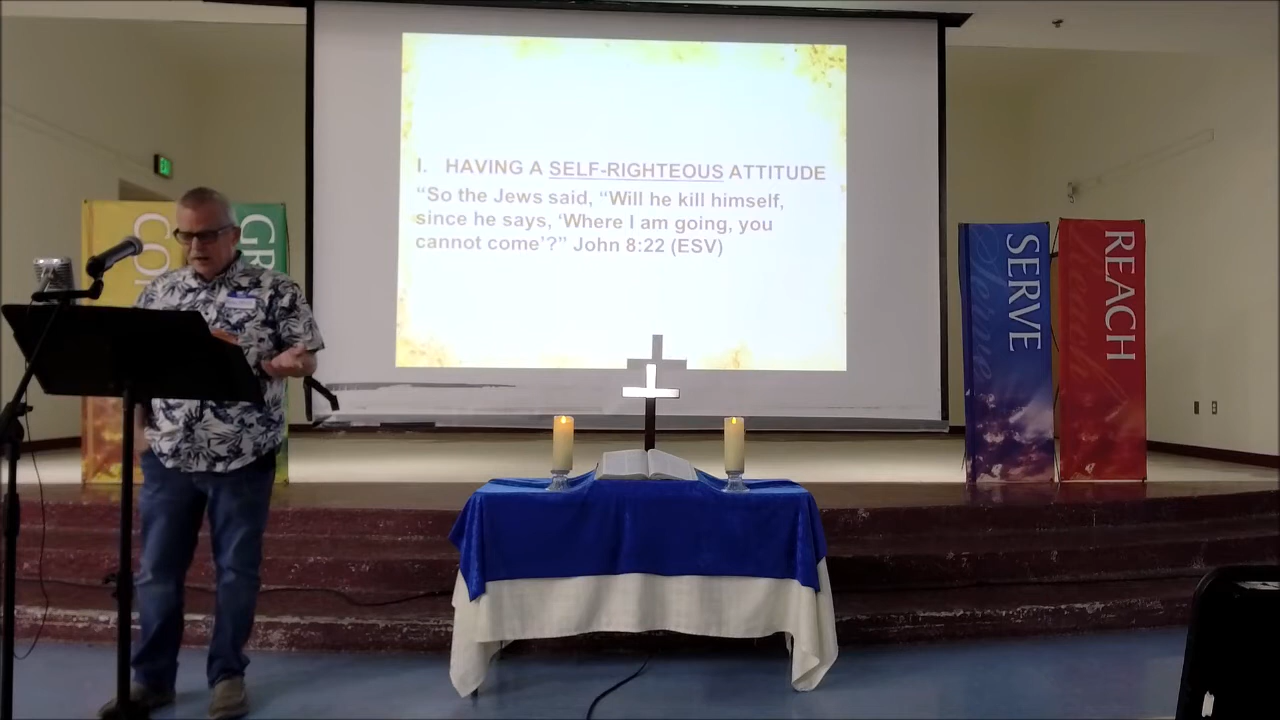 I. HAVING A SELF-RIGHTEOUS ATTITUDE
“So the Jews said, “Will he kill himself,
since he says, ‘Where I am going, you
cannot come’?” John 8:22 (ESV)
SERVE
Serve
REACH